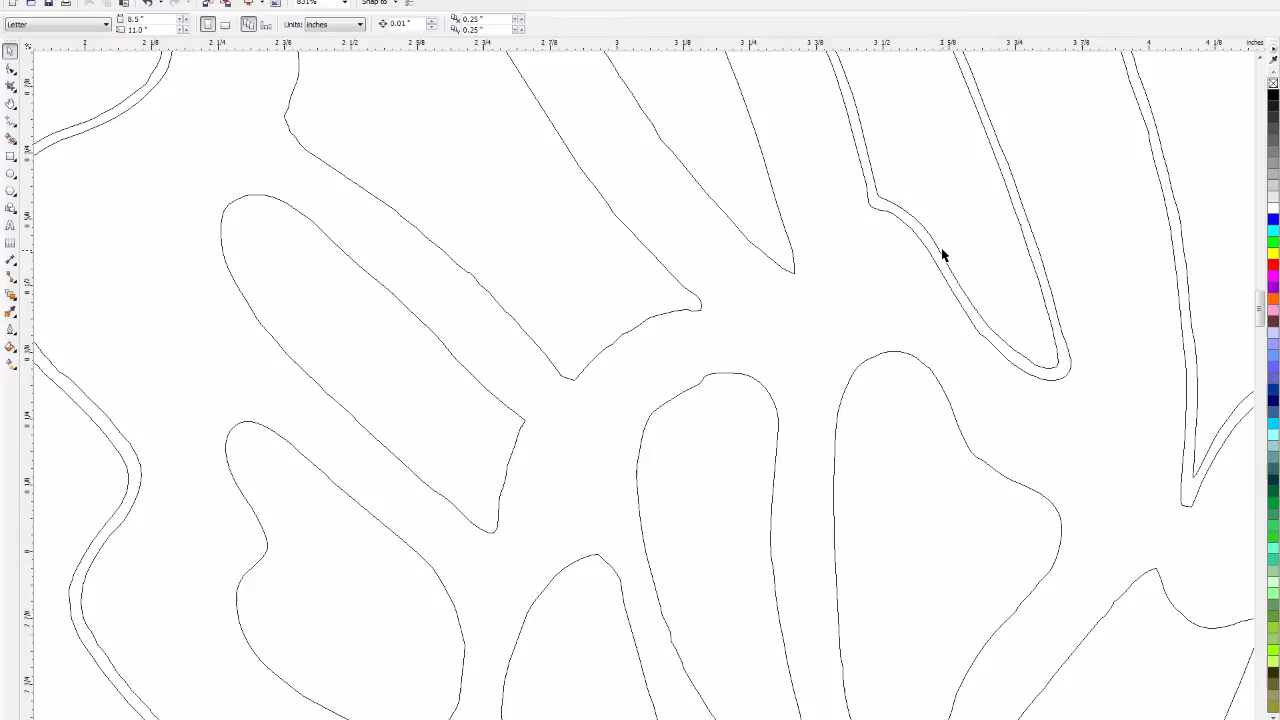 831%
Snap to
Letter
8.5 "
11.0 "
Units: inches
0.01 "
0.25 "
0.25 "
2 2 1/8 2 1/8 2 1/2 2 5/8 2 3/4 2 7/8 3 3 1/8 3 1/4 3 3/8 3 1/2 3 5/8 3 3/4 3 7/8 4 4 1/8 inches